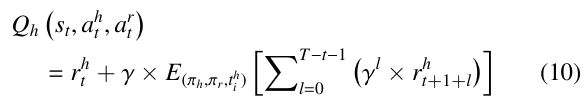 Q_h (s_t, a_t^h, a_t^r)
= r_t^h + γ × E_{(π_h, π_r, t_i^h)} [∑_{l=0}^{T−t−1} (γ^l × r_{t+1+l}^h)] (10)